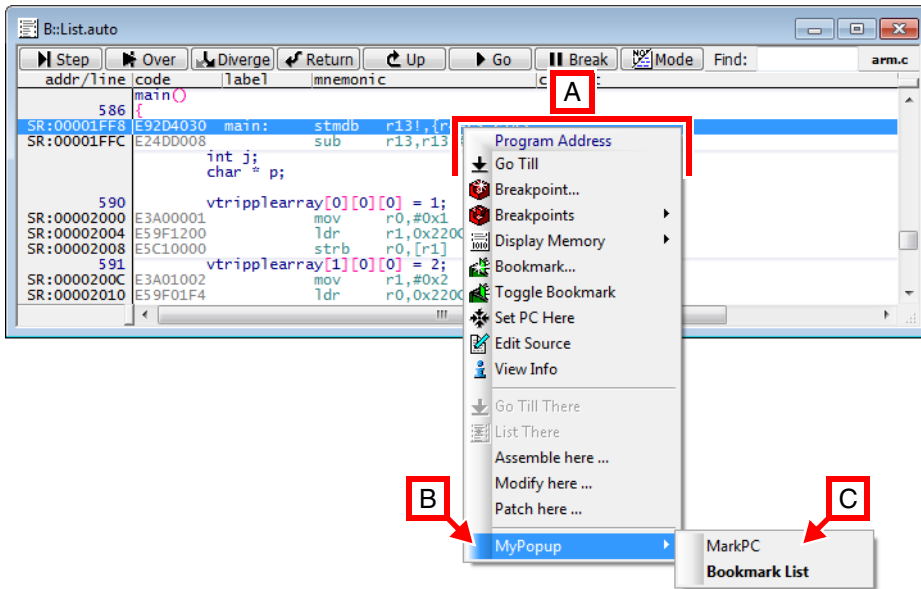 B::List.auto
Step Over Diverge Return Up Go Break Mode Find: arm.c
addr/line code label mnemonic
A
main()
586 {
SR:00001FF8 E92D4030 main: stmdb r13!,{r
SR:00001FFC E24DD008 sub r13,r13
int j;
char * p;
590 vtripplearray[0][0][0] = 1;
SR:00002000 E3A00001 mov r0,#0x1
SR:00002004 E59F1200 ldr r1,0x220C
SR:00002008 E5C10000 strb r0,[r1]
591 vtripplearray[1][0][0] = 2;
SR:0000200C E3A01002 mov r1,#0x2
SR:00002010 E59F01F4 ldr r0,0x220C
Program Address
Go Till
Breakpoint...
Breakpoints
Display Memory
Bookmark...
Toggle Bookmark
Set PC Here
Edit Source
View Info
Go Till There
List There
Assemble here ...
Modify here ...
Patch here ...
B
C
MyPopup
MarkPC
Bookmark List